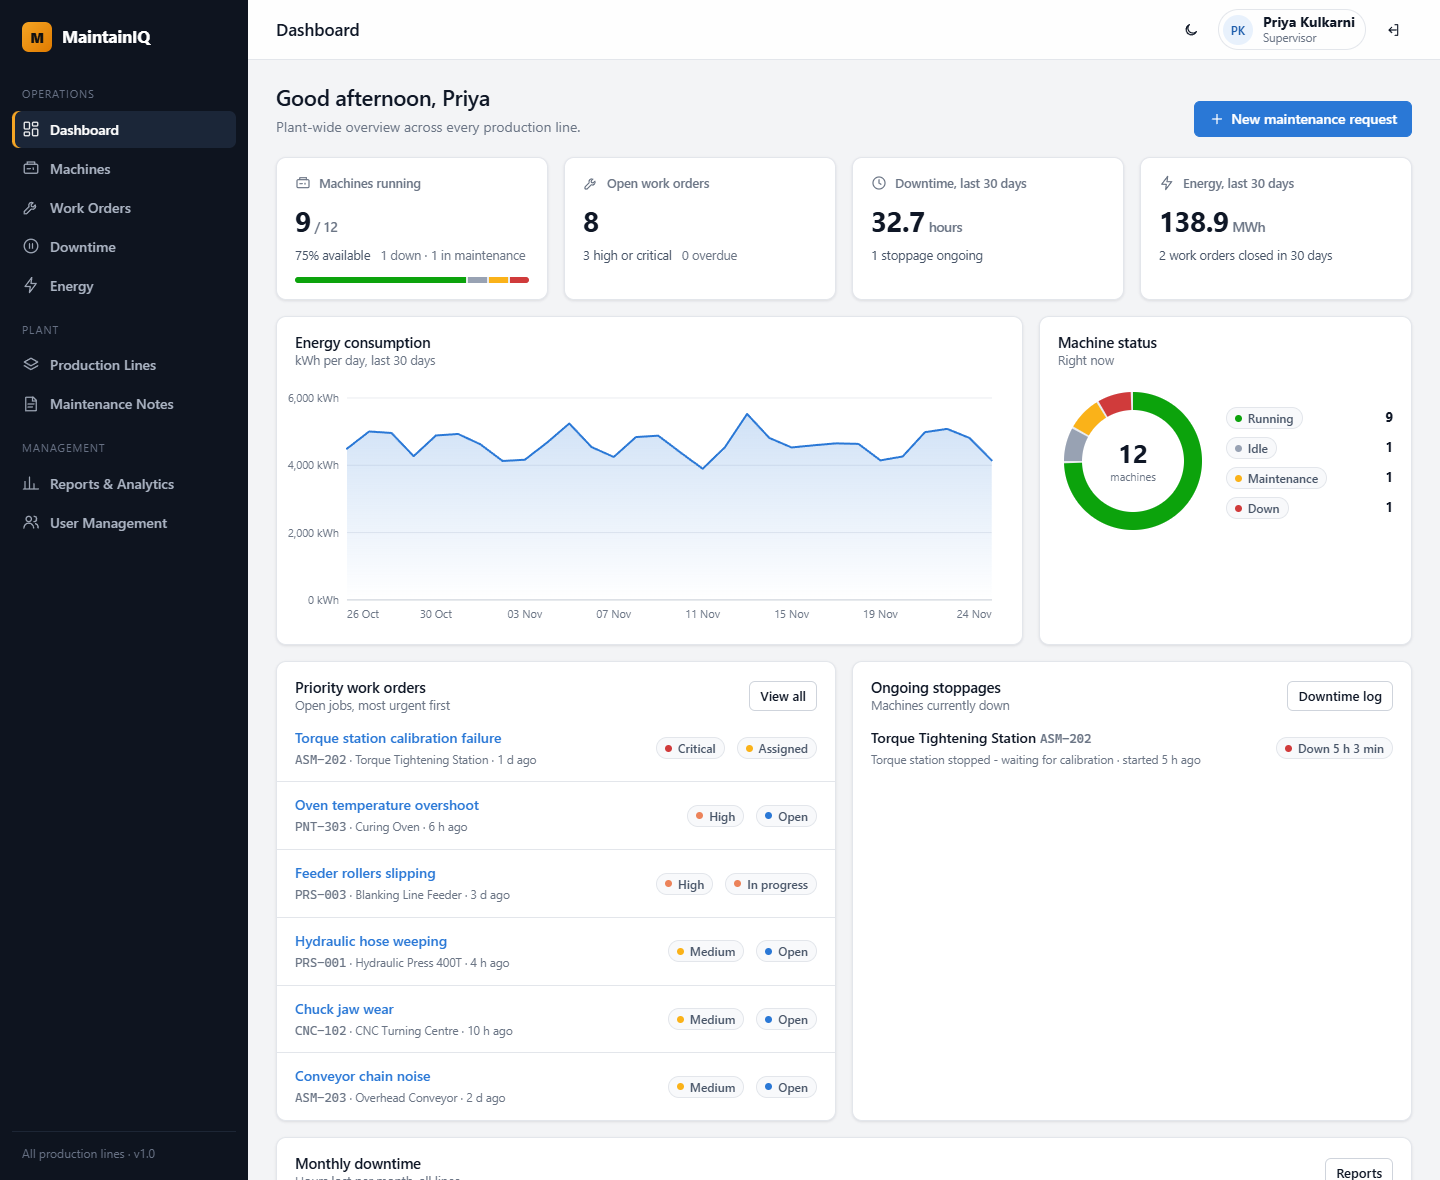 M MaintainIQ
OPERATIONS
Dashboard
Machines
Work Orders
Downtime
Energy
PLANT
Production Lines
Maintenance Notes
MANAGEMENT
Reports & Analytics
User Management
All production lines · v1.0
Dashboard
PK
Priya Kulkarni
Supervisor
Good afternoon, Priya
Plant-wide overview across every production line.
+ New maintenance request
Machines running
9 / 12
75% available 1 down · 1 in maintenance
Open work orders
8
3 high or critical 0 overdue
Downtime, last 30 days
32.7 hours
1 stoppage ongoing
Energy, last 30 days
138.9 MWh
2 work orders closed in 30 days
Energy consumption
kWh per day, last 30 days
6,000 kWh
4,000 kWh
2,000 kWh
0 kWh
26 Oct 30 Oct 03 Nov 07 Nov 11 Nov 15 Nov 19 Nov 24 Nov
Machine status
Right now
12
machines
Running 9
Idle 1
Maintenance 1
Down 1
Priority work orders
Open jobs, most urgent first
View all
Torque station calibration failure
ASM-202 · Torque Tightening Station · 1 d ago
Critical Assigned
Oven temperature overshoot
PNT-303 · Curing Oven · 6 h ago
High Open
Feeder rollers slipping
PRS-003 · Blanking Line Feeder · 3 d ago
High In progress
Hydraulic hose weeping
PRS-001 · Hydraulic Press 400T · 4 h ago
Medium Open
Chuck jaw wear
CNC-102 · CNC Turning Centre · 10 h ago
Medium Open
Conveyor chain noise
ASM-203 · Overhead Conveyor · 2 d ago
Medium Open
Ongoing stoppages
Machines currently down
Downtime log
Torque Tightening Station ASM-202
Torque station stopped - waiting for calibration · started 5 h ago
Down 5 h 3 min
Monthly downtime
Hours lost per month, all lines
Reports